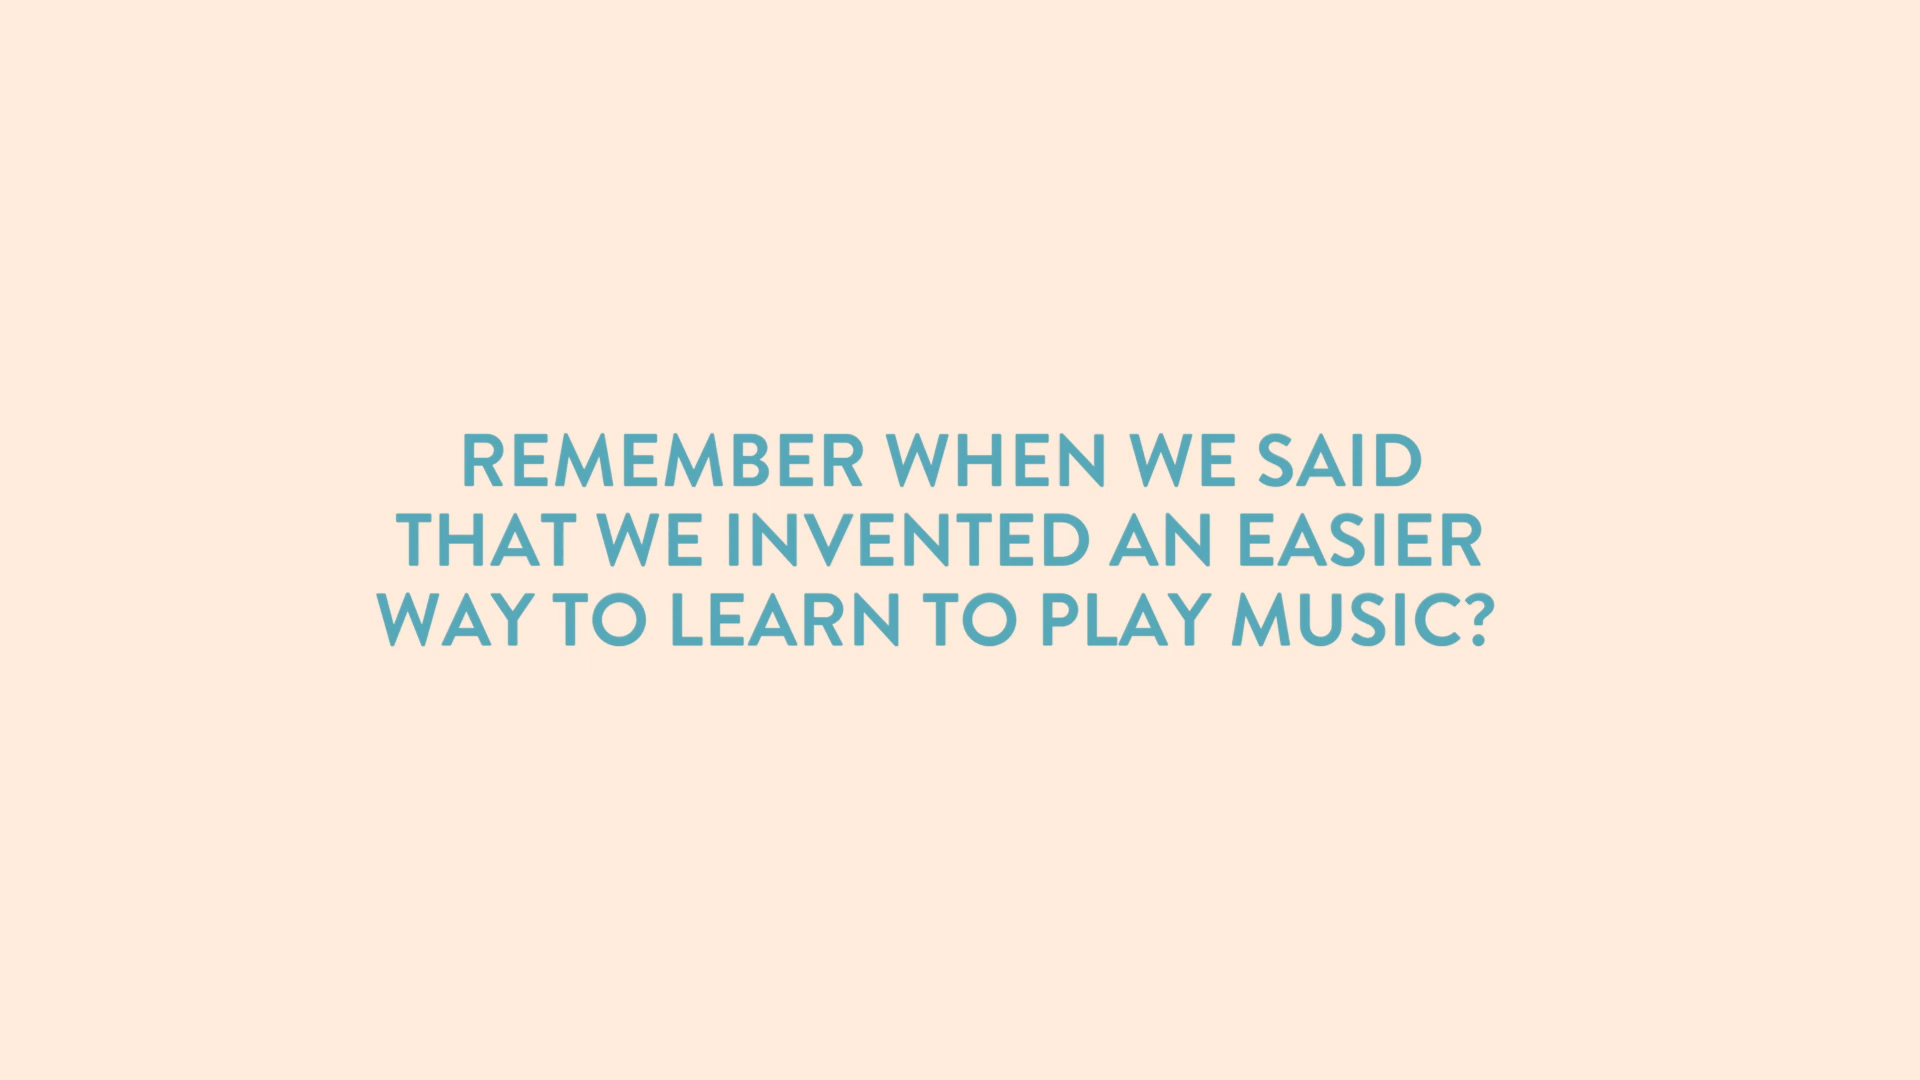 REMEMBER WHEN WE SAID
THAT WE INVENTED AN EASIER
WAY TO LEARN TO PLAY MUSIC?